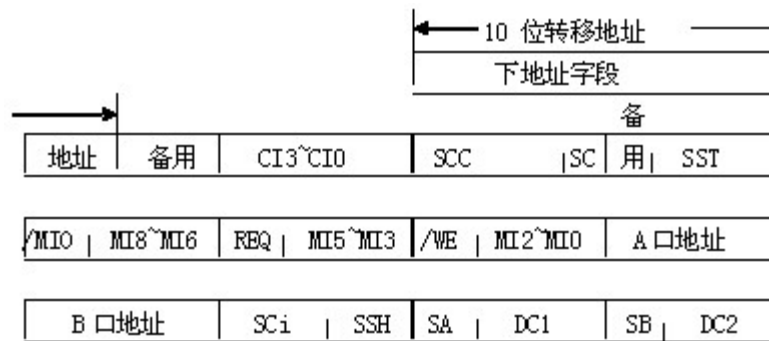 10 位转移地址
下地址字段
备
地址 备用 CI3~CI0 SCC SC 用 SST
/MIO MI8~MI6 REQ MI5~MI3 /WE MI2~MI0 A口地址
B口地址 SCi SSH SA DC1 SB DC2